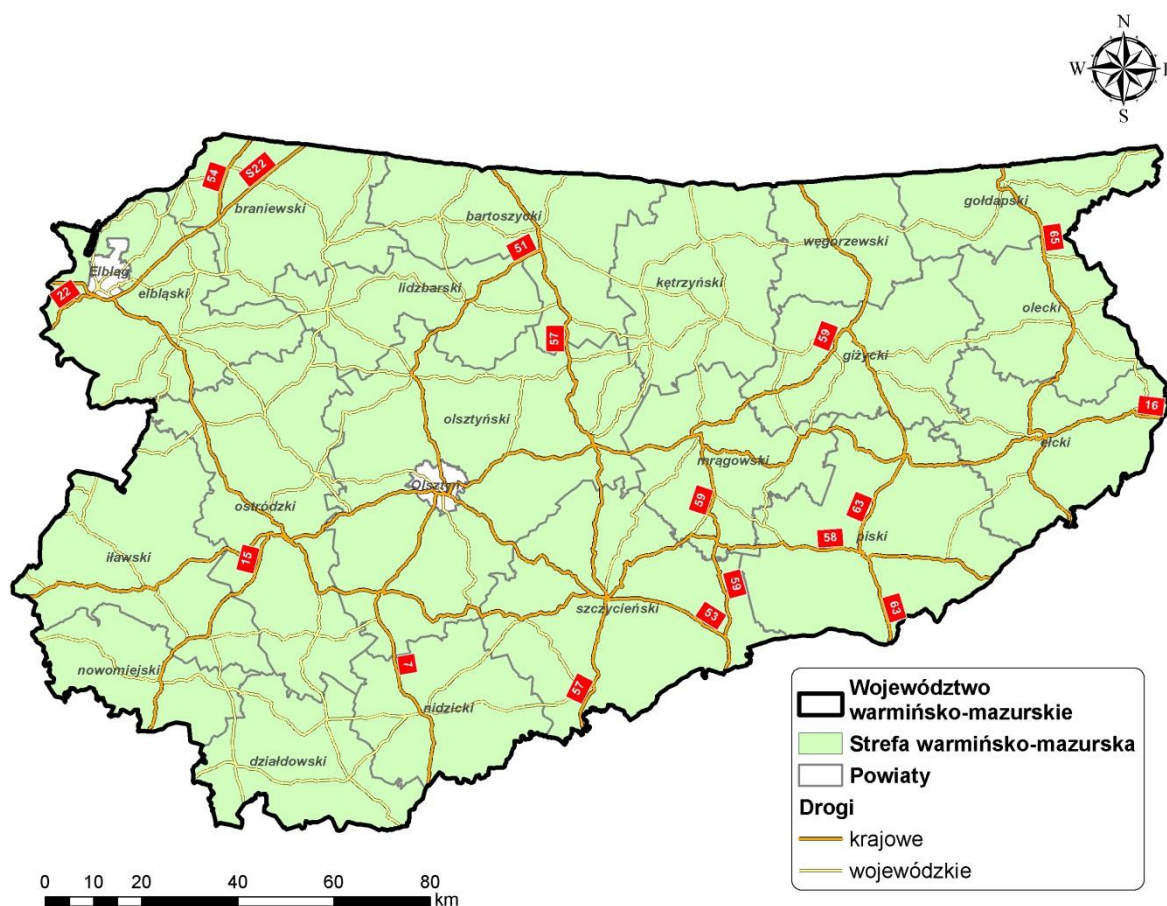 N
W
E
S
54
S22
braniewski
bartoszycki
gołdapski
51
węgorzewski
65
Elbląg
22
elbląski
lidzbarski
kętrzyński
olecki
57
59
giżycki
16
olsztyński
ełcki
mrągowski
Olsztyn
59
63
ostródzki
58
piski
15
iławski
59
szczycieński
53
63
nowomiejski
7
57
nidzicki
działdowski
Województwo
warmińsko-mazurskie
Strefa warmińsko-mazurska
Powiaty
Drogi
krajowe
wojewódzkie
0 10 20 40 60 80
km